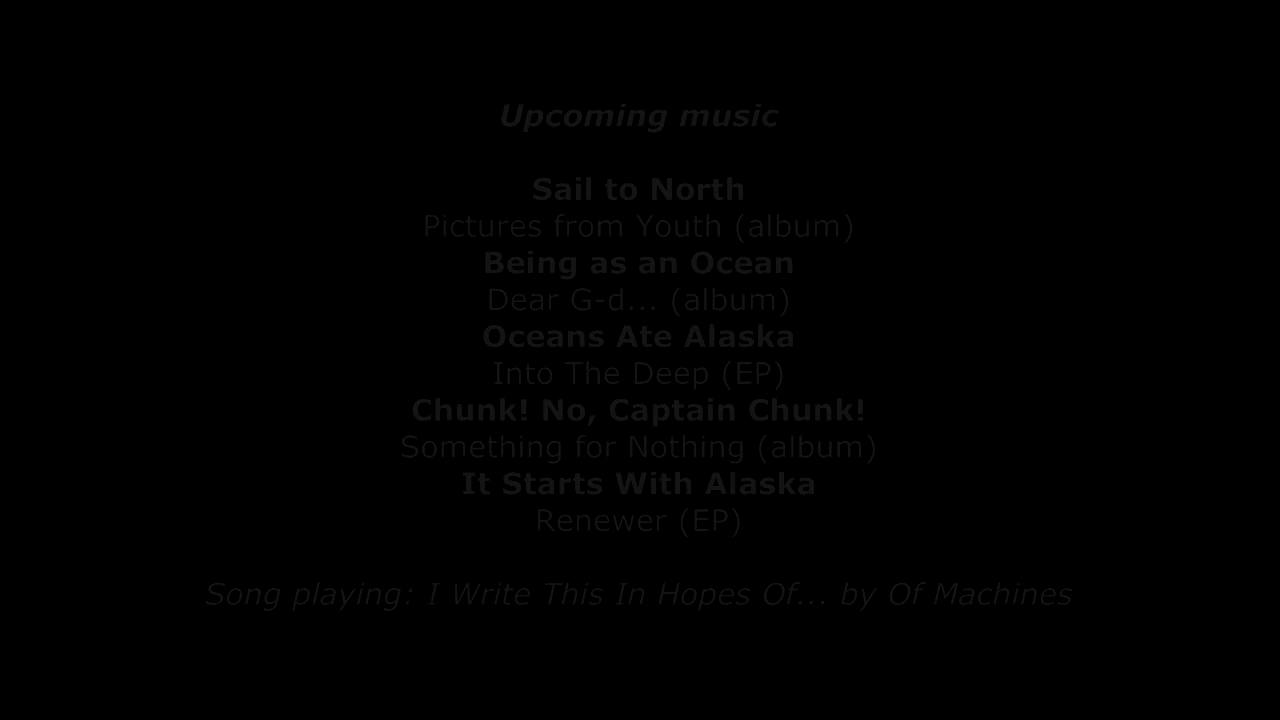 Upcoming music
Sail to North
Pictures from Youth (album)
Being as an Ocean
Dear G-d... (album)
Oceans Ate Alaska
Into The Deep (EP)
Chunk! No, Captain Chunk!
Something for Nothing (album)
It Starts With Alaska
Renewer (EP)
Song playing: I Write This In Hopes Of... by Of Machines